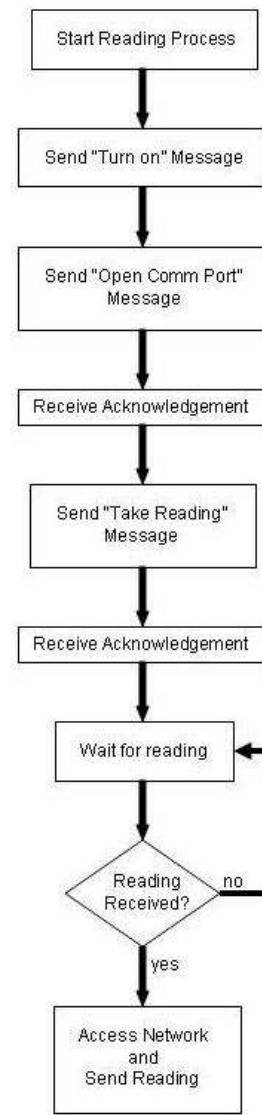 Start Reading Process
Send "Turn on" Message
Send "Open Comm Port"
Message
Receive Acknowledgement
Send "Take Reading"
Message
Receive Acknowledgement
Wait for reading
Reading
Received?
no
yes
Access Network
and
Send Reading